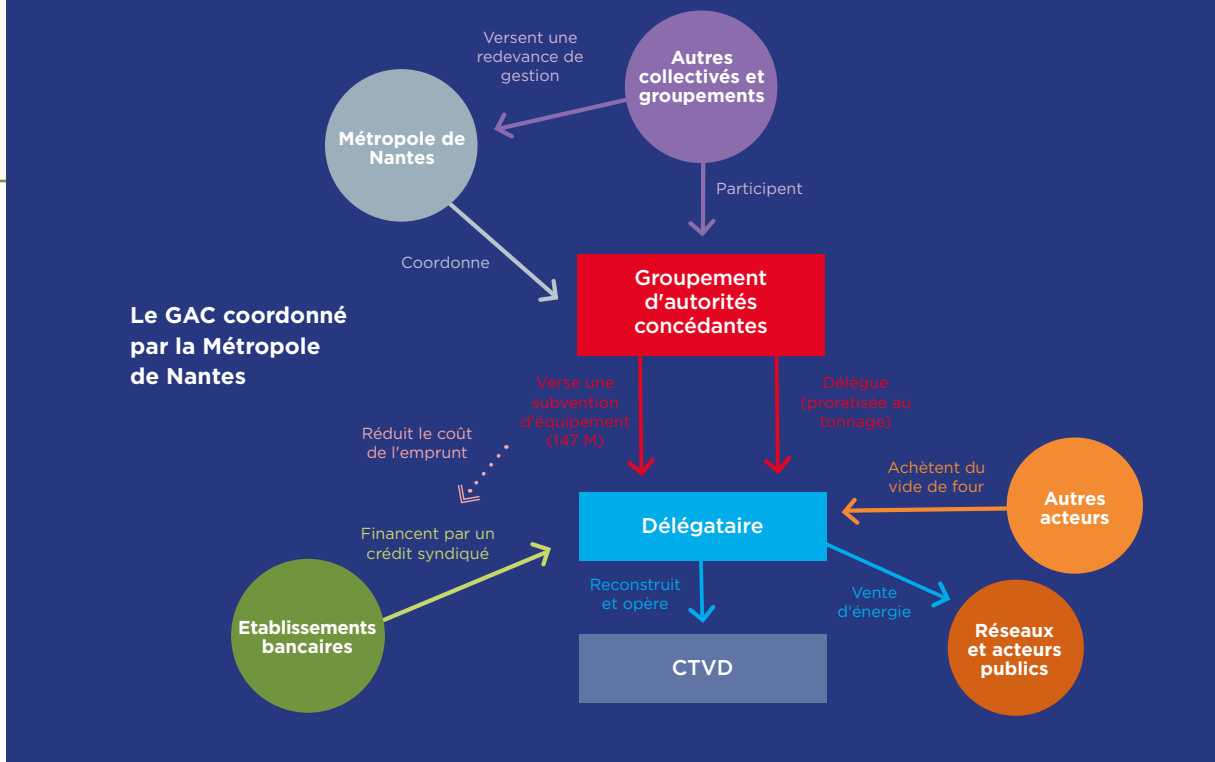 Versent une
redevance de
gestion
Autres
collectivés et
groupements
Métropole de
Nantes
Participent
Coordonne
Groupement
d'autorités
concédantes
Le GAC coordonné
par la Métropole
de Nantes
Verse une
subvention
d'équipement
(147 M)
Délègue
(proratisée au
tonnage)
Réduit le coût
de l'emprunt
Achètent du
vide de four
Autres
acteurs
Délégataire
Financent par un
crédit syndiqué
Reconstruit
et opère
Vente
d'énergie
Etablissements
bancaires
Réseaux
et acteurs
publics
CTVD